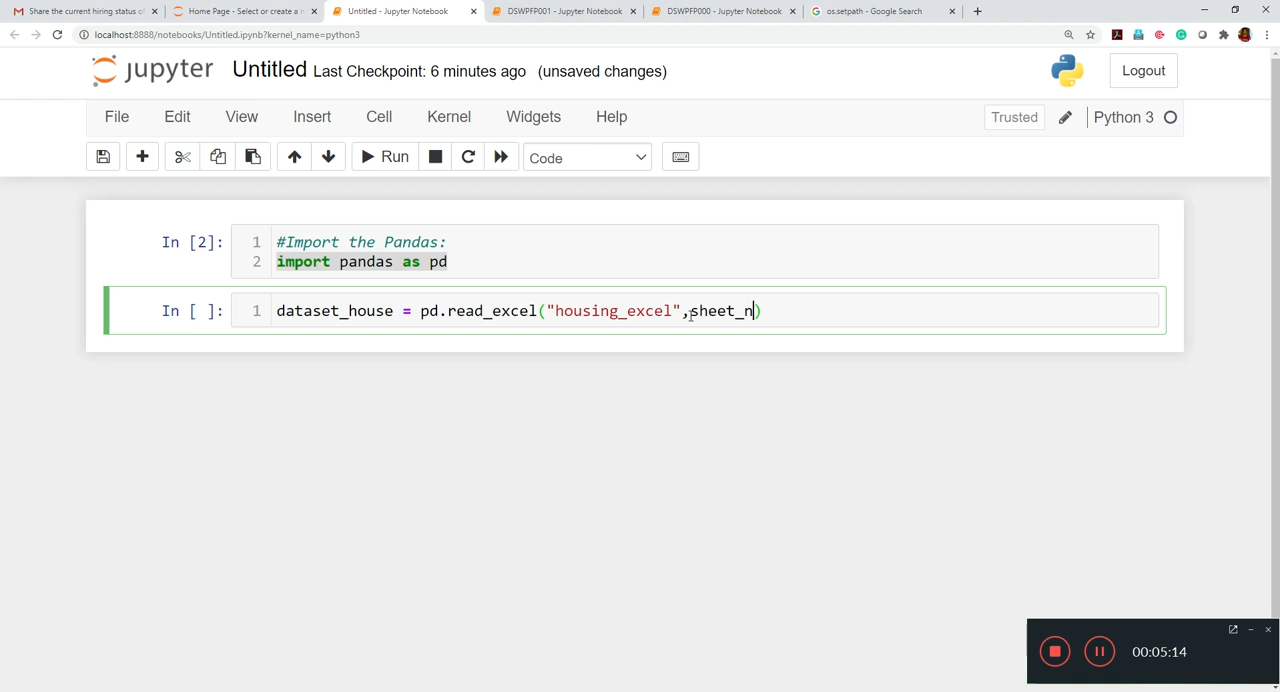 Share the current hiring status of
Home Page - Select or create a n
Untitled - Jupyter Notebook
DSWPFP001 - Jupyter Notebook
DSWPFP000 - Jupyter Notebook
os.setpath - Google Search
localhost:8888/notebooks/Untitled.ipynb?kernel_name=python3
jupyter Untitled Last Checkpoint: 6 minutes ago (unsaved changes)
Logout
File Edit View Insert Cell Kernel Widgets Help
Trusted
Python 3
Run
Code
In [2]:
1 #Import the Pandas:
2 import pandas as pd
In [ ]:
1 dataset_house = pd.read_excel("housing_excel",sheet_n)
00:05:14